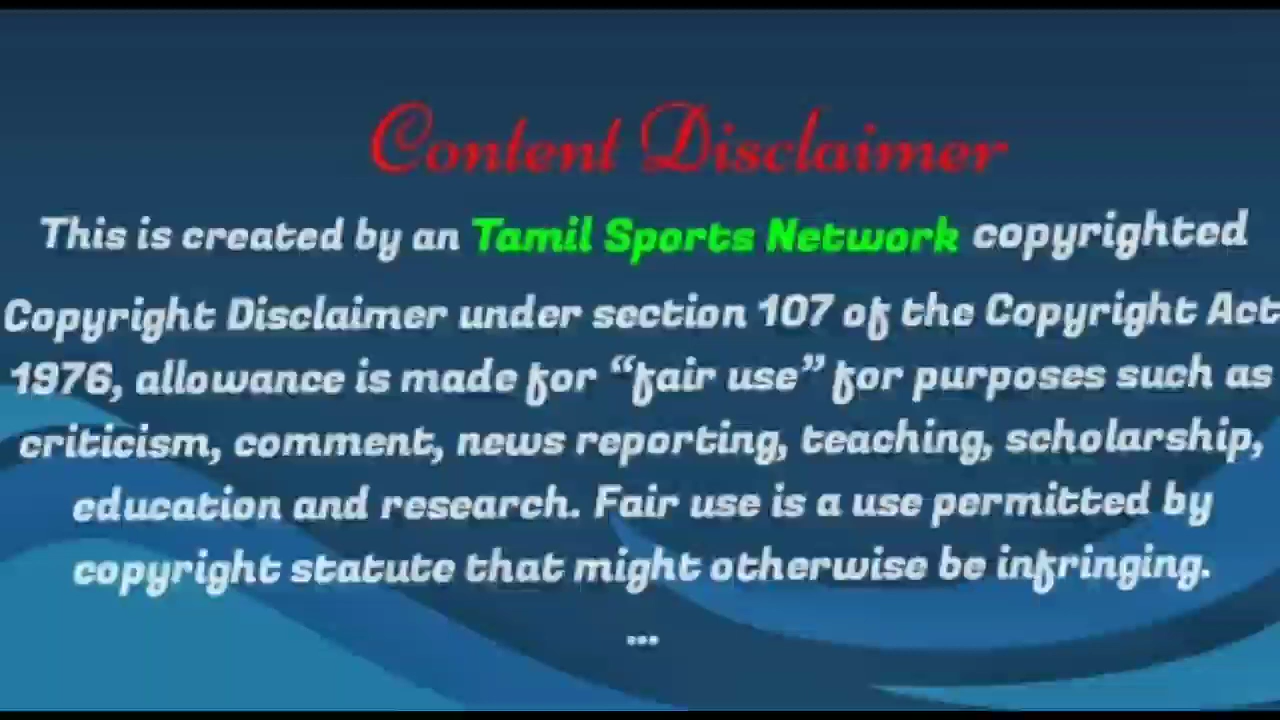 Content Disclaimer
This is created by an Tamil Sports Network copyrighted
Copyright Disclaimer under section 107 of the Copyright Act
1976, allowance is made for “fair use” for purposes such as
criticism, comment, news reporting, teaching, scholarship,
education and research. Fair use is a use permitted by
copyright statute that might otherwise be infringing.
...